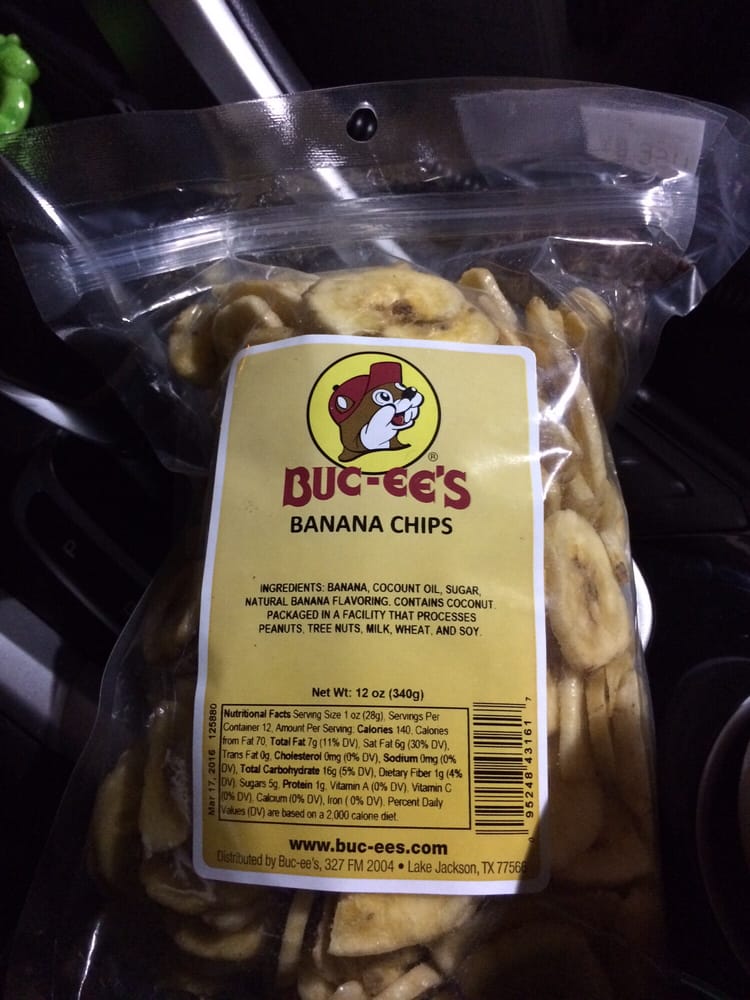 BUC-EE'S
®
BANANA CHIPS
INGREDIENTS: BANANA, COCOUNT OIL, SUGAR,
NATURAL BANANA FLAVORING. CONTAINS COCONUT.
PACKAGED IN A FACILITY THAT PROCESSES
PEANUTS, TREE NUTS, MILK, WHEAT, AND SOY.
Net Wt: 12 oz (340g)
Nutritional Facts Serving Size 1 oz (28g), Servings Per
Container 12, Amount Per Serving: Calories 140, Calories
from Fat 70, Total Fat 7g (11% DV), Sat Fat 6g (30% DV),
Trans Fat 0g, Cholesterol 0mg (0% DV), Sodium 0mg (0%
DV), Total Carbohydrate 16g (5% DV), Dietary Fiber 1g (4%
DV), Sugars 5g, Protein 1g, Vitamin A (0% DV), Vitamin C
(0% DV), Calcium (0% DV), Iron ( 0% DV). Percent Daily
Values (DV) are based on a 2,000 calorie diet.
Mar 17, 2016 125880
0 95248 43161 7
www.buc-ees.com
Distributed by Buc-ee's, 327 FM 2004 • Lake Jackson, TX 77566
P